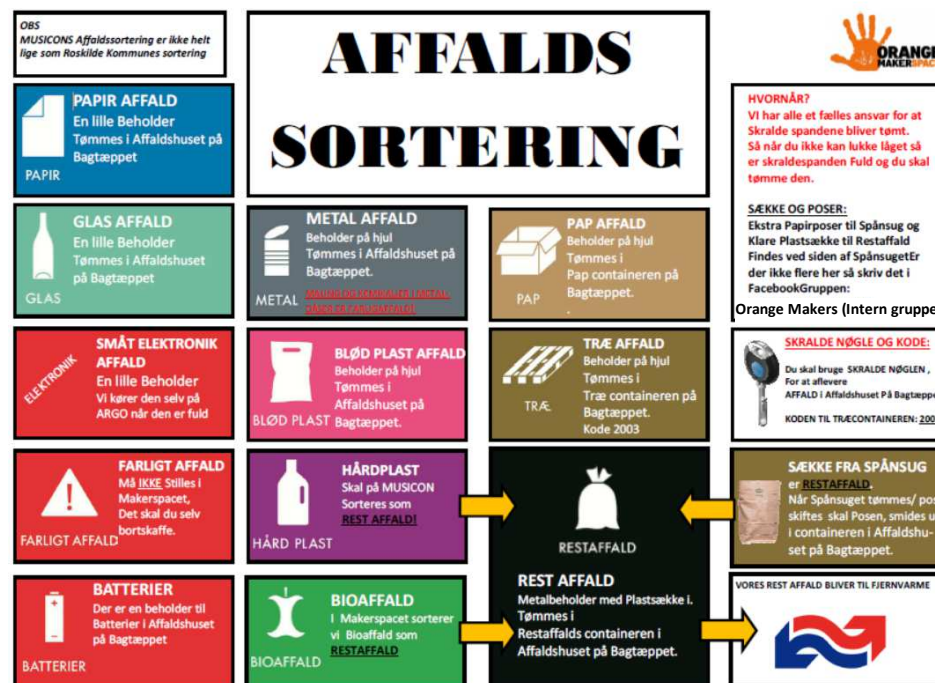 OBS
MUSICONS Affaldssortering er ikke helt
lige som Roskilde Kommunes sortering
AFFALDS
SORTERING
ORANGE
MAKERSPACE
PAPIR AFFALD
En lille Beholder
Tømmes i Affaldshuset på
Bagtæppet
PAPIR
HVORNÅR?
VI har alle et fælles ansvar for at
Skralde spandene bliver tømt.
Så når du ikke kan lukke låget så
er skraldespanden Fuld og du skal
tømme den.
SÆKKE OG POSER:
Ekstra Papirposer til Spånsug og
Klare Plastsække til Restaffald
Findes ved siden af SpånsugetEr
der ikke flere her så skriv det i
FacebookGruppen:
Orange Makers (Intern gruppe
GLAS AFFALD
En lille Beholder
Tømmes i Affaldshuset
på Bagtæppet
GLAS
METAL AFFALD
Beholder på hjul
Tømmes i Affaldshuset på
Bagtæppet.
METAL
MALING OG KEMIKALIER I METAL-
DÅSER ER FARLIGAFFALD!
PAP AFFALD
Beholder på hjul
Tømmes i
Pap containeren på
Bagtæppet.
.
PAP
SMÅT ELEKTRONIK
AFFALD
En lille Beholder
Vi kører den selv på
ARGO når den er fuld
ELEKTRONIK
BLØD PLAST AFFALD
Beholder på hjul
Tømmes i
Affaldshuset på
Bagtæppet.
BLØD PLAST
TRÆ AFFALD
Beholder på hjul
Tømmes i
Træ containeren på
Bagtæppet.
Kode 2003
TRÆ
SKRALDE NØGLE OG KODE:
Du skal bruge SKRALDE NØGLEN ,
For at aflevere
AFFALD i Affaldshuset På Bagtæppe
KODEN TIL TRÆCONTAINEREN: 200
FARLIGT AFFALD
Må IKKE Stilles i
Makerspacet,
Det skal du selv
bortskaffe.
FARLIGT AFFALD
HÅRDPLAST
Skal på MUSICON
Sorteres som
REST AFFALD!
HÅRD PLAST
RESTAFFALD
REST AFFALD
Metalbeholder med Plastsække i.
Tømmes i
Restaffalds containeren i
Affaldshuset på Bagtæppet.
SÆKKE FRA SPÅNSUG
er RESTAFFALD.
Når Spånsuget tømmes/ pos
skiftes skal Posen, smides u
i containeren i Affaldshu-
set på Bagtæppet.
BATTERIER
Der er en beholder til
Batterier i Affaldshuset
på Bagtæppet
BATTERIER
BIOAFFALD
I Makerspacet sorterer
vi Bioaffald som
RESTAFFALD
BIOAFFALD
VORES REST AFFALD BLIVER TIL FJERNVARME